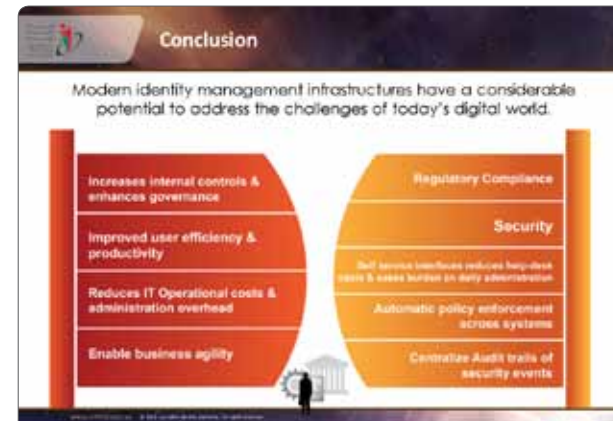 Conclusion
Modern identity management infrastructures have a considerable
potential to address the challenges of today's digital world.
Increases internal controls &
enhances governance
Improved user efficiency &
productivity
Reduces IT Operational costs &
administration overhead
Enable business agility
Regulatory Compliance
Security
Self service interfaces reduces help-desk
costs & eases burden on daily administration
Automatic policy enforcement
across systems
Centralize Audit trails of
security events